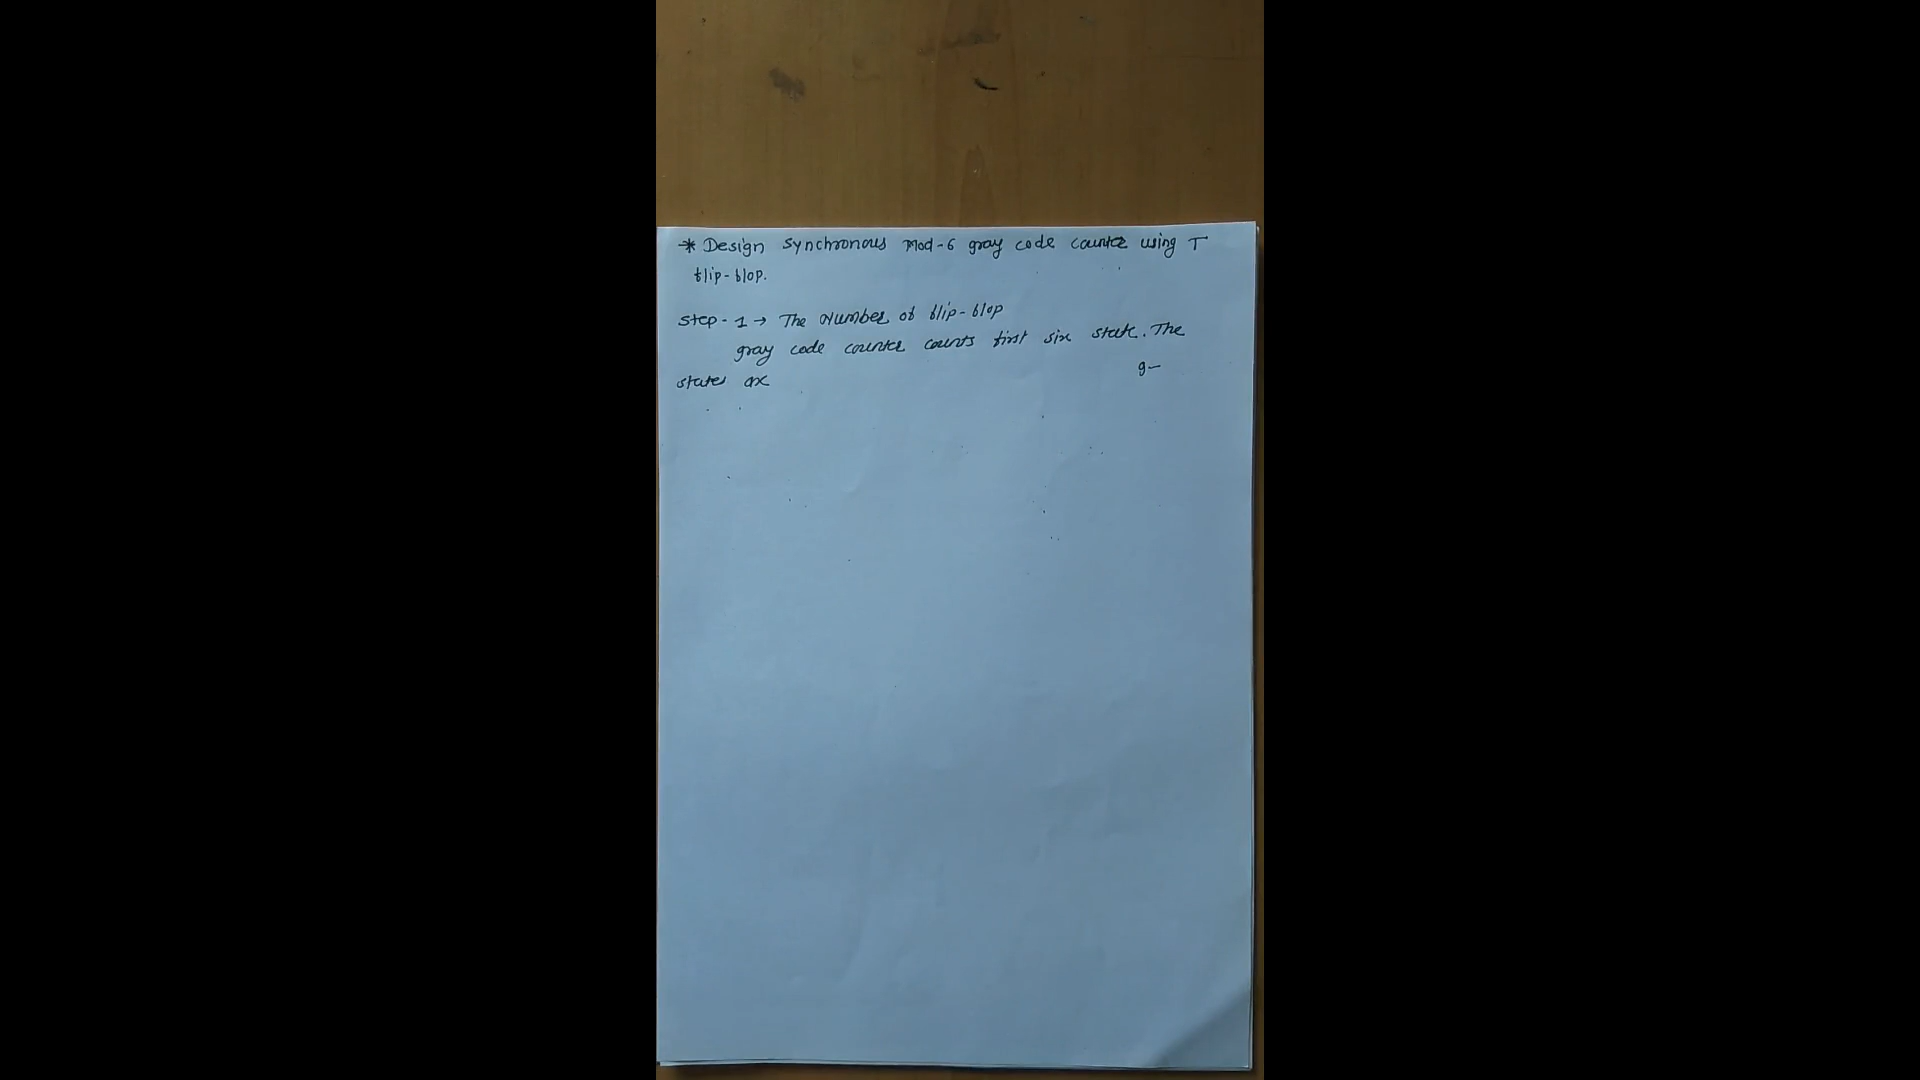 * Design synchronous Mod-6 gray code counter using T
flip-flop.
Step-1 → The Number of flip-flop
gray code counter counts first six state. The
states are
g-